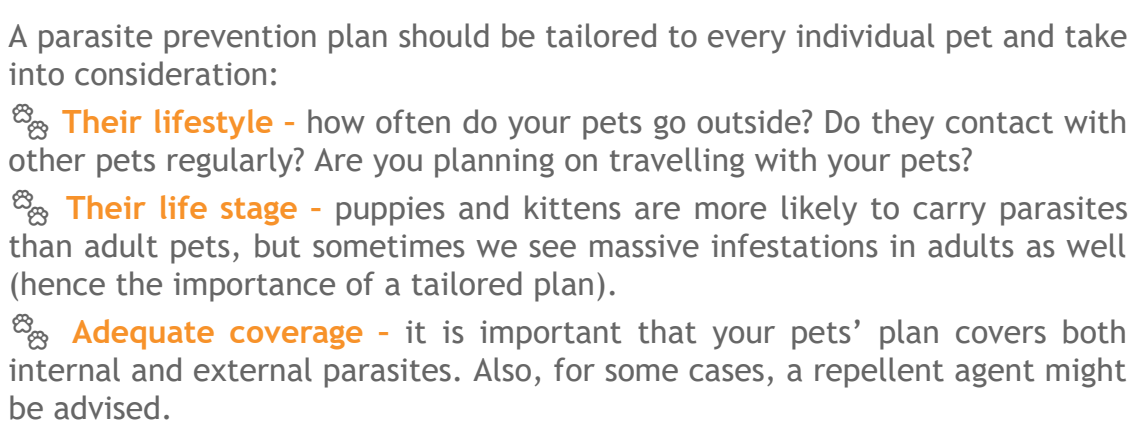 A parasite prevention plan should be tailored to every individual pet and take
into consideration:
Their lifestyle – how often do your pets go outside? Do they contact with
other pets regularly? Are you planning on travelling with your pets?
Their life stage – puppies and kittens are more likely to carry parasites
than adult pets, but sometimes we see massive infestations in adults as well
(hence the importance of a tailored plan).
Adequate coverage – it is important that your pets’ plan covers both
internal and external parasites. Also, for some cases, a repellent agent might
be advised.